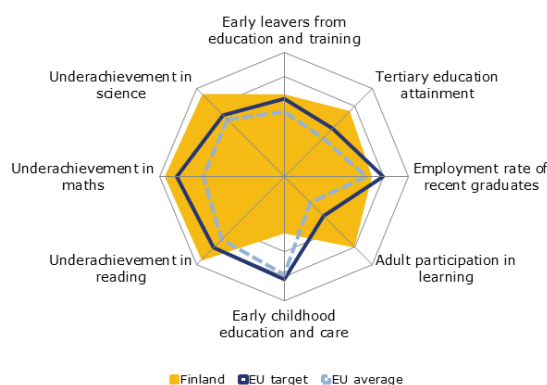 Early leavers from
education and training
Underachievement in
science
Tertiary education
attainment
Underachievement in
maths
Employment rate of
recent graduates
Underachievement in
reading
Adult participation in
learning
Early childhood
education and care
Finland EU target EU average